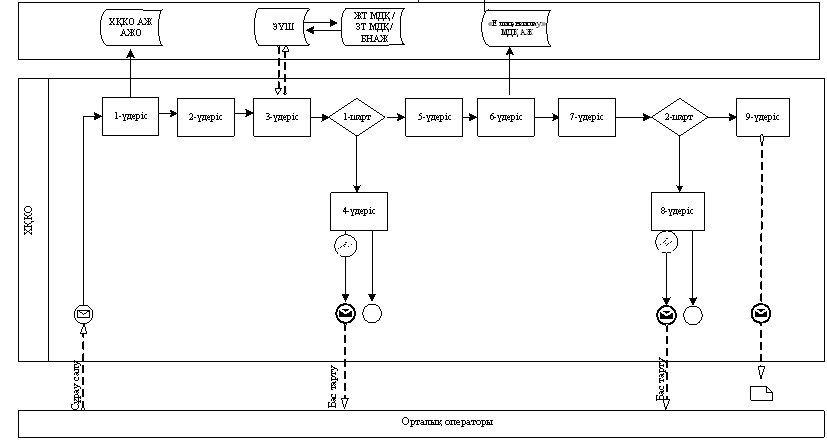 ХҚКО АЖ
АЖО
ЭҮШ
ЖТ МДҚ /
ЗТ МДҚ/
БНАЖ
МДҚ АЖ
1-үдеріс
2-үдеріс
3-үдеріс
1-шарт
5-үдеріс
6-үдеріс
7-үдеріс
2-шарт
9-үдеріс
4-үдеріс
8-үдеріс
ХҚКО
Сұрау салу
Бас тарту
Бас тарту
Орталық операторы